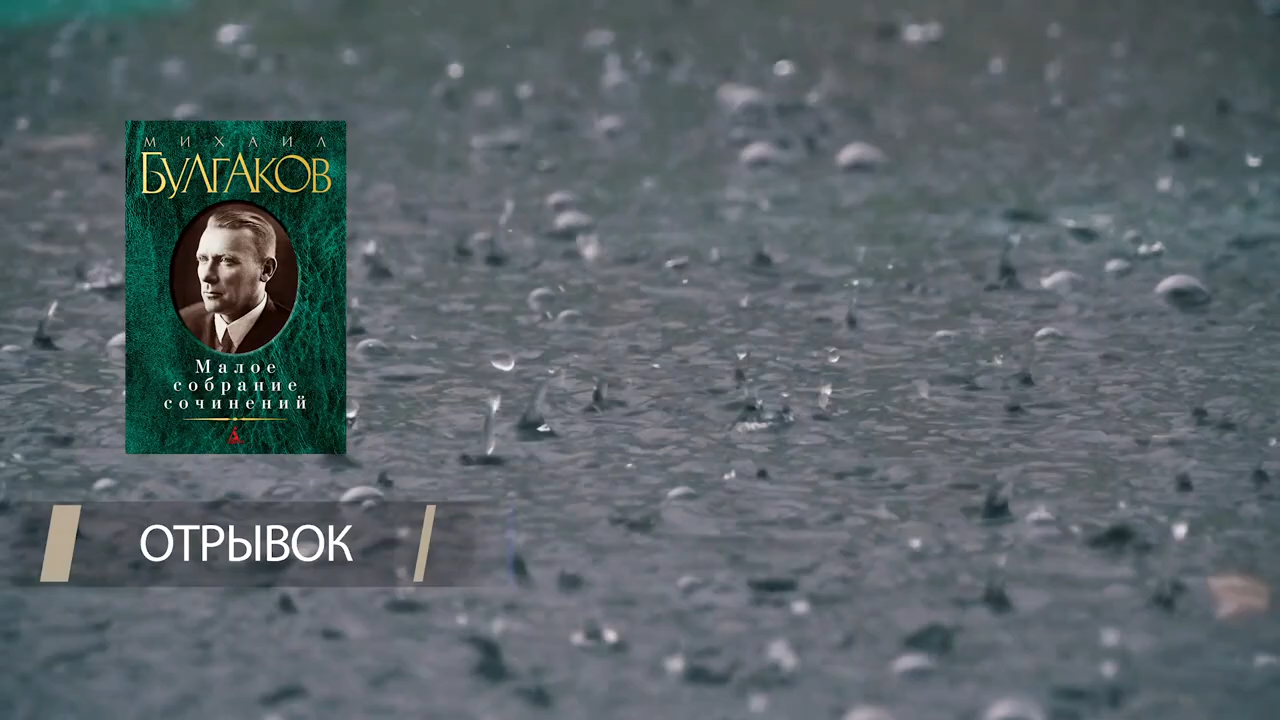 МИХАИЛ
БУЛГАКОВ
Малое
собрание
сочинений
ОТРЫВОК